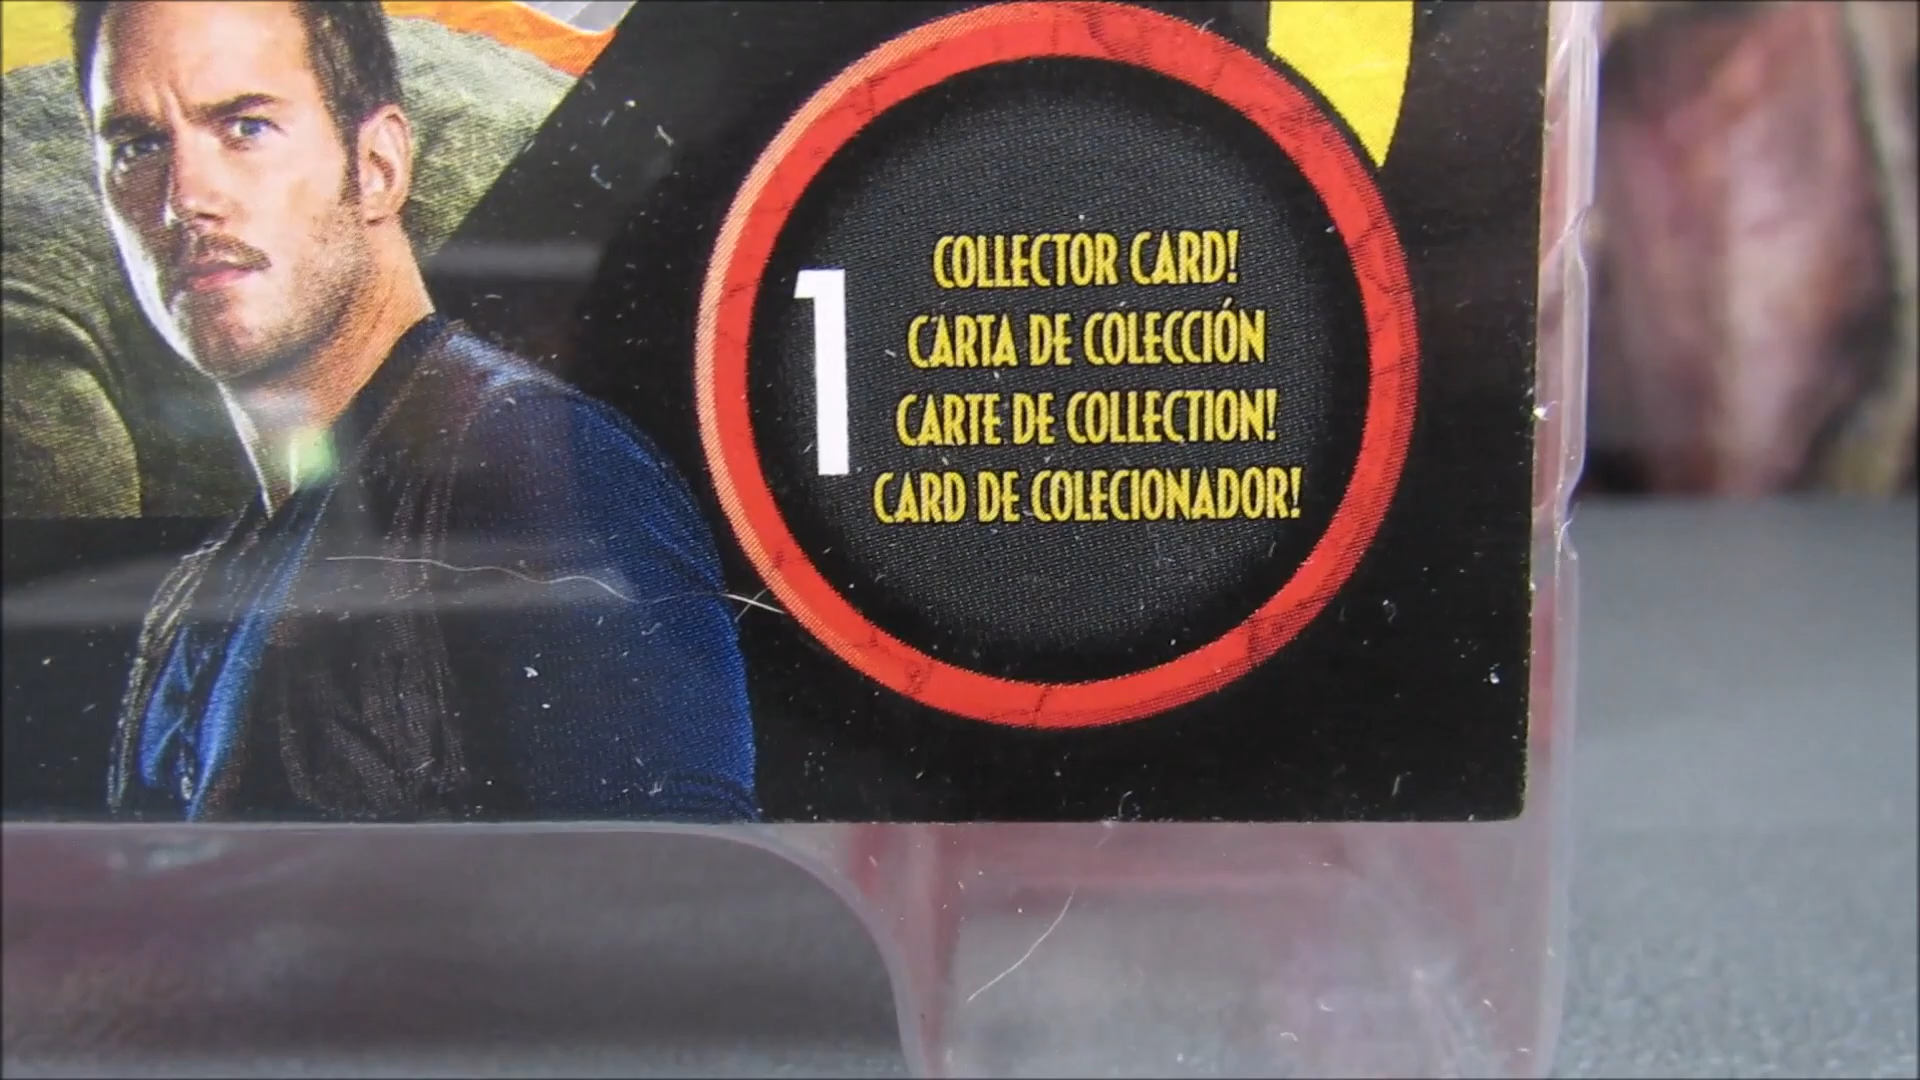 1
COLLECTOR CARD!
CARTA DE COLECCIÓN
CARTE DE COLLECTION!
CARD DE COLECIONADOR!